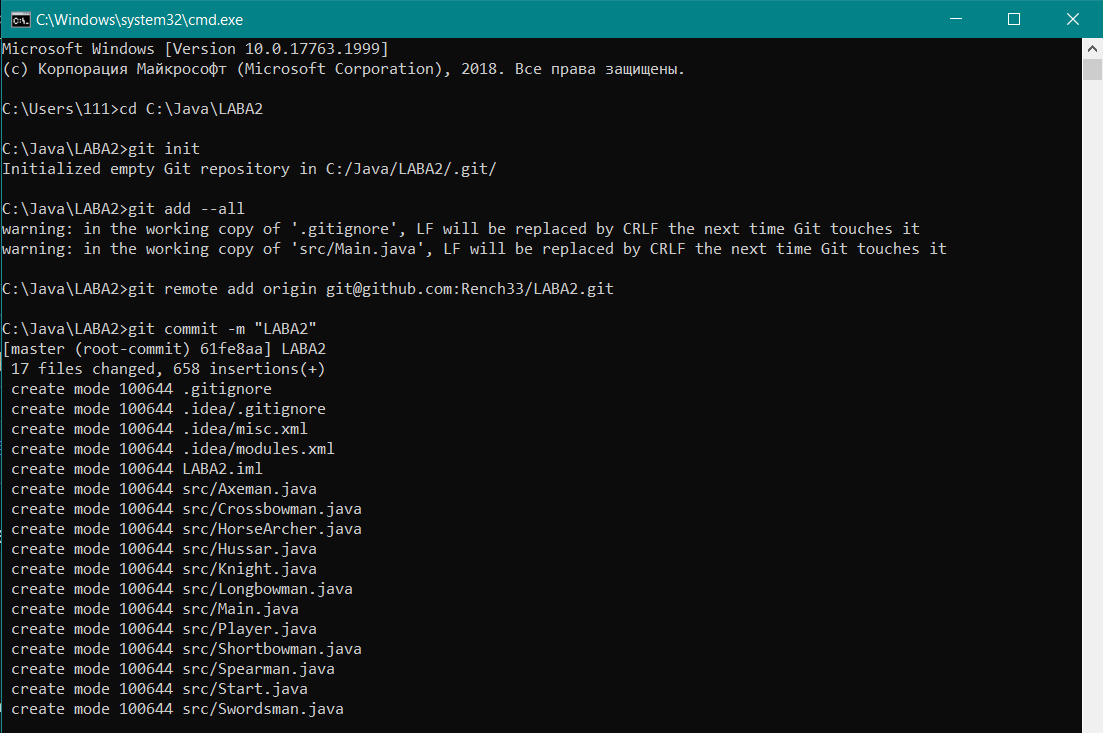 C:\Windows\system32\cmd.exe
Microsoft Windows [Version 10.0.17763.1999]
(c) Корпорация Майкрософт (Microsoft Corporation), 2018. Все права защищены.
C:\Users\111>cd C:\Java\LABA2
C:\Java\LABA2>git init
Initialized empty Git repository in C:/Java/LABA2/.git/
C:\Java\LABA2>git add --all
warning: in the working copy of '.gitignore', LF will be replaced by CRLF the next time Git touches it
warning: in the working copy of 'src/Main.java', LF will be replaced by CRLF the next time Git touches it
C:\Java\LABA2>git remote add origin git@github.com:Rench33/LABA2.git
C:\Java\LABA2>git commit -m "LABA2"
[master (root-commit) 61fe8aa] LABA2
 17 files changed, 658 insertions(+)
 create mode 100644 .gitignore
 create mode 100644 .idea/.gitignore
 create mode 100644 .idea/misc.xml
 create mode 100644 .idea/modules.xml
 create mode 100644 LABA2.iml
 create mode 100644 src/Axeman.java
 create mode 100644 src/Crossbowman.java
 create mode 100644 src/HorseArcher.java
 create mode 100644 src/Hussar.java
 create mode 100644 src/Knight.java
 create mode 100644 src/Longbowman.java
 create mode 100644 src/Main.java
 create mode 100644 src/Player.java
 create mode 100644 src/Shortbowman.java
 create mode 100644 src/Spearman.java
 create mode 100644 src/Start.java
 create mode 100644 src/Swordsman.java